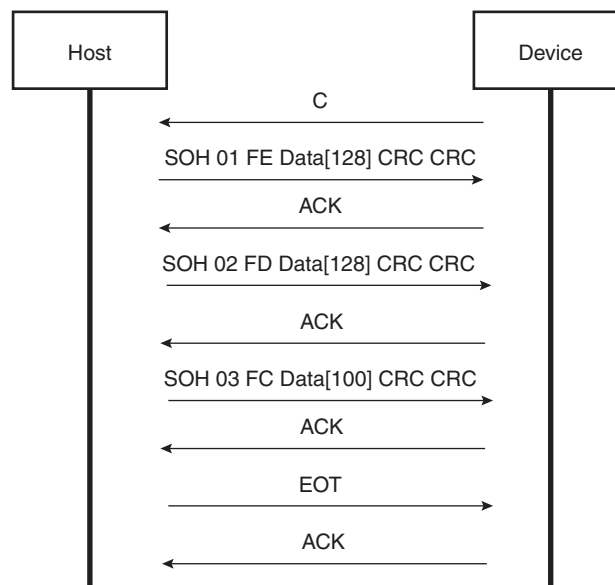 Host
Device
C
SOH 01 FE Data[128] CRC CRC
ACK
SOH 02 FD Data[128] CRC CRC
ACK
SOH 03 FC Data[100] CRC CRC
ACK
EOT
ACK